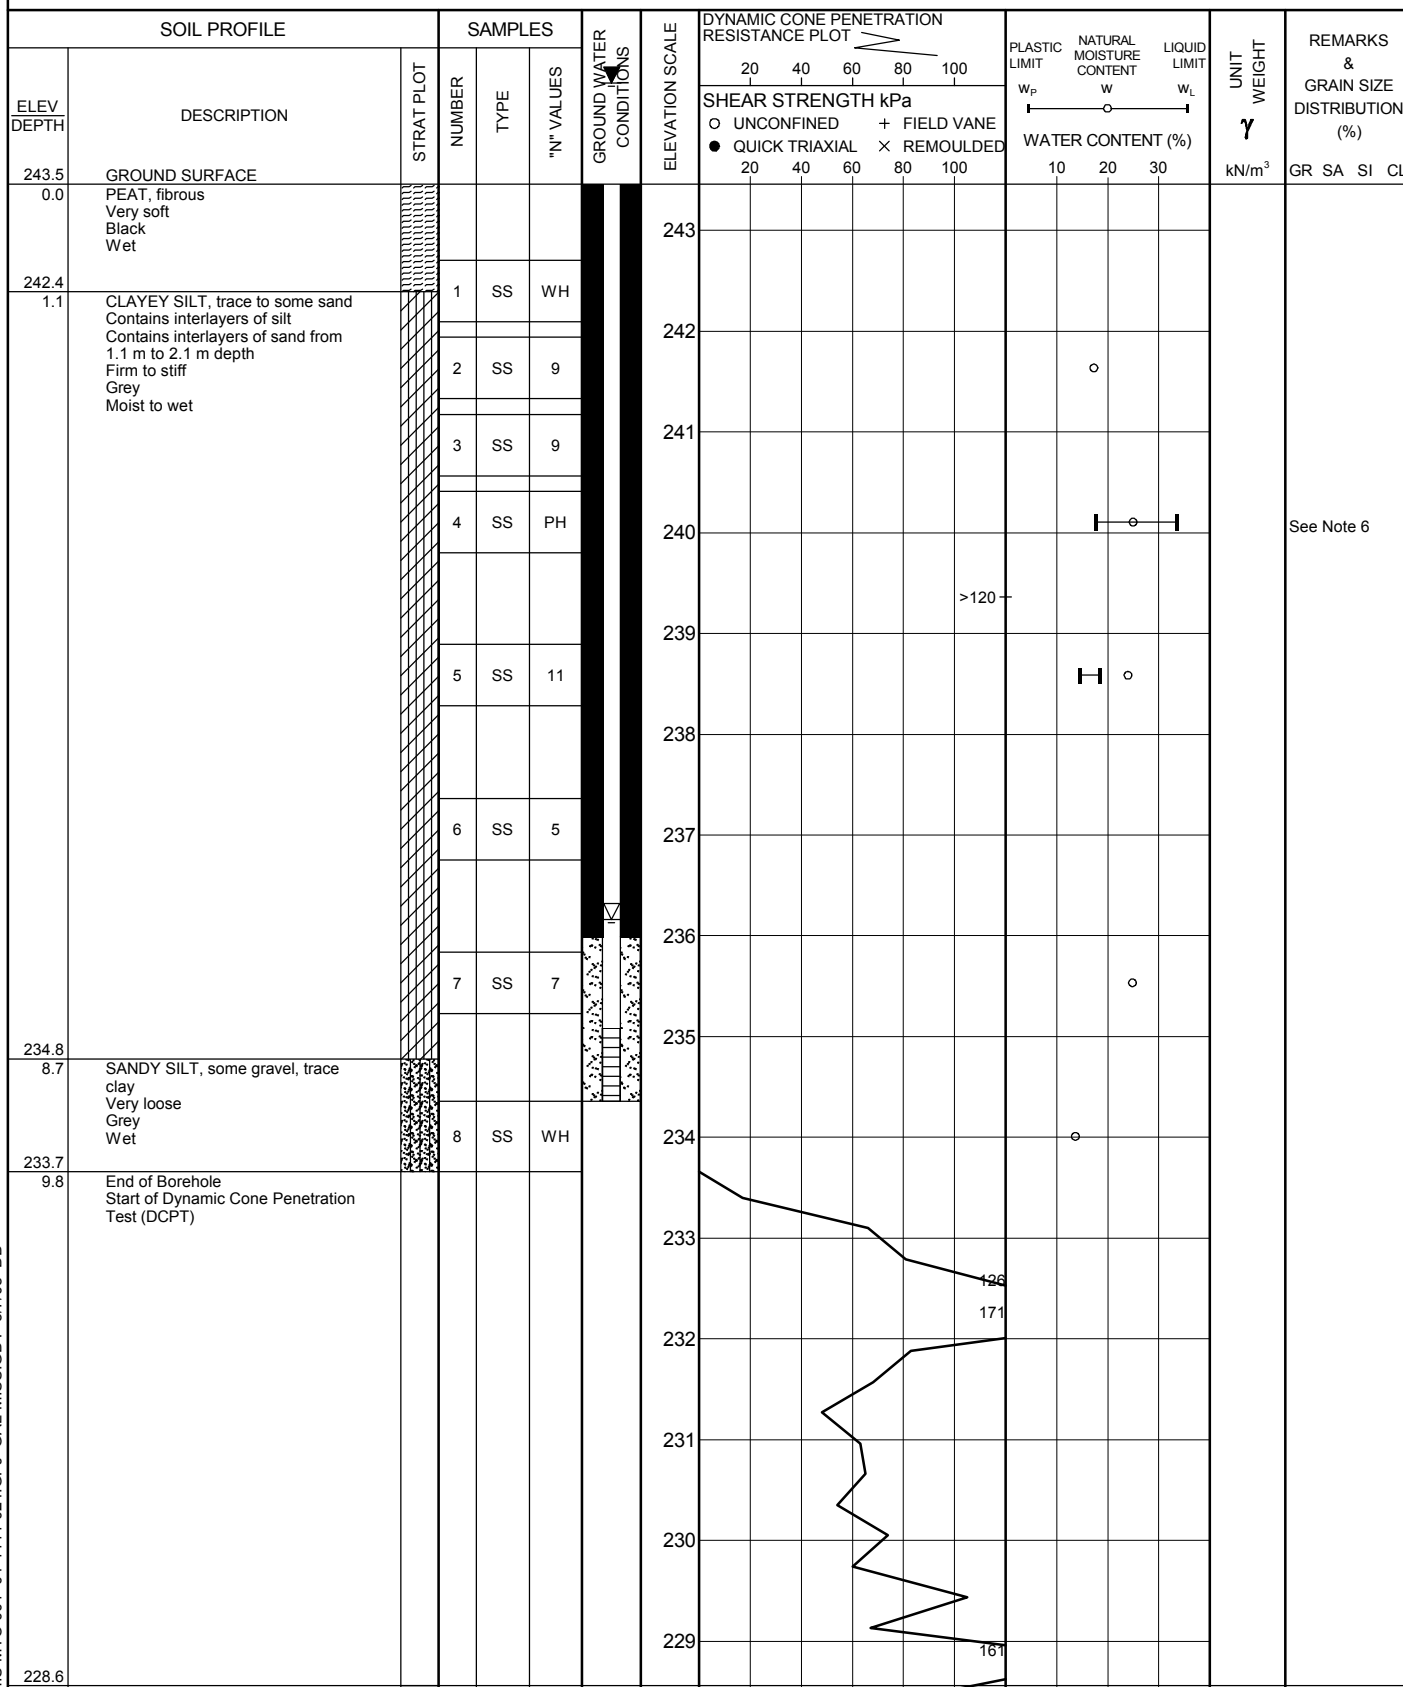 SOIL PROFILE
SAMPLES
GROUND WATER
CONDITIONS
ELEVATION SCALE
DYNAMIC CONE PENETRATION
RESISTANCE PLOT
20 40 60 80 100
SHEAR STRENGTH kPa
UNCONFINED + FIELD VANE
QUICK TRIAXIAL × REMOULDED
20 40 60 80 100
PLASTIC
LIMIT
NATURAL
MOISTURE
CONTENT
LIQUID
LIMIT
wP w wL
WATER CONTENT (%)
10 20 30
UNIT
WEIGHT
γ
kN/m³
REMARKS
&
GRAIN SIZE
DISTRIBUTION
(%)
GR SA SI CL
ELEV
DEPTH
DESCRIPTION
STRAT PLOT
NUMBER
TYPE
"N" VALUES
243.5 GROUND SURFACE
0.0 PEAT, fibrous
Very soft
Black
Wet
242.4
1.1 CLAYEY SILT, trace to some sand
Contains interlayers of silt
Contains interlayers of sand from
1.1 m to 2.1 m depth
Firm to stiff
Grey
Moist to wet
234.8
8.7 SANDY SILT, some gravel, trace
clay
Very loose
Grey
Wet
233.7
9.8 End of Borehole
Start of Dynamic Cone Penetration
Test (DCPT)
228.6
1 SS WH
2 SS 9
3 SS 9
4 SS PH
5 SS 11
6 SS 5
7 SS 7
8 SS WH
243
242
241
240
239
238
237
236
235
234
233
232
231
230
229
>120
126
171
161
See Note 6